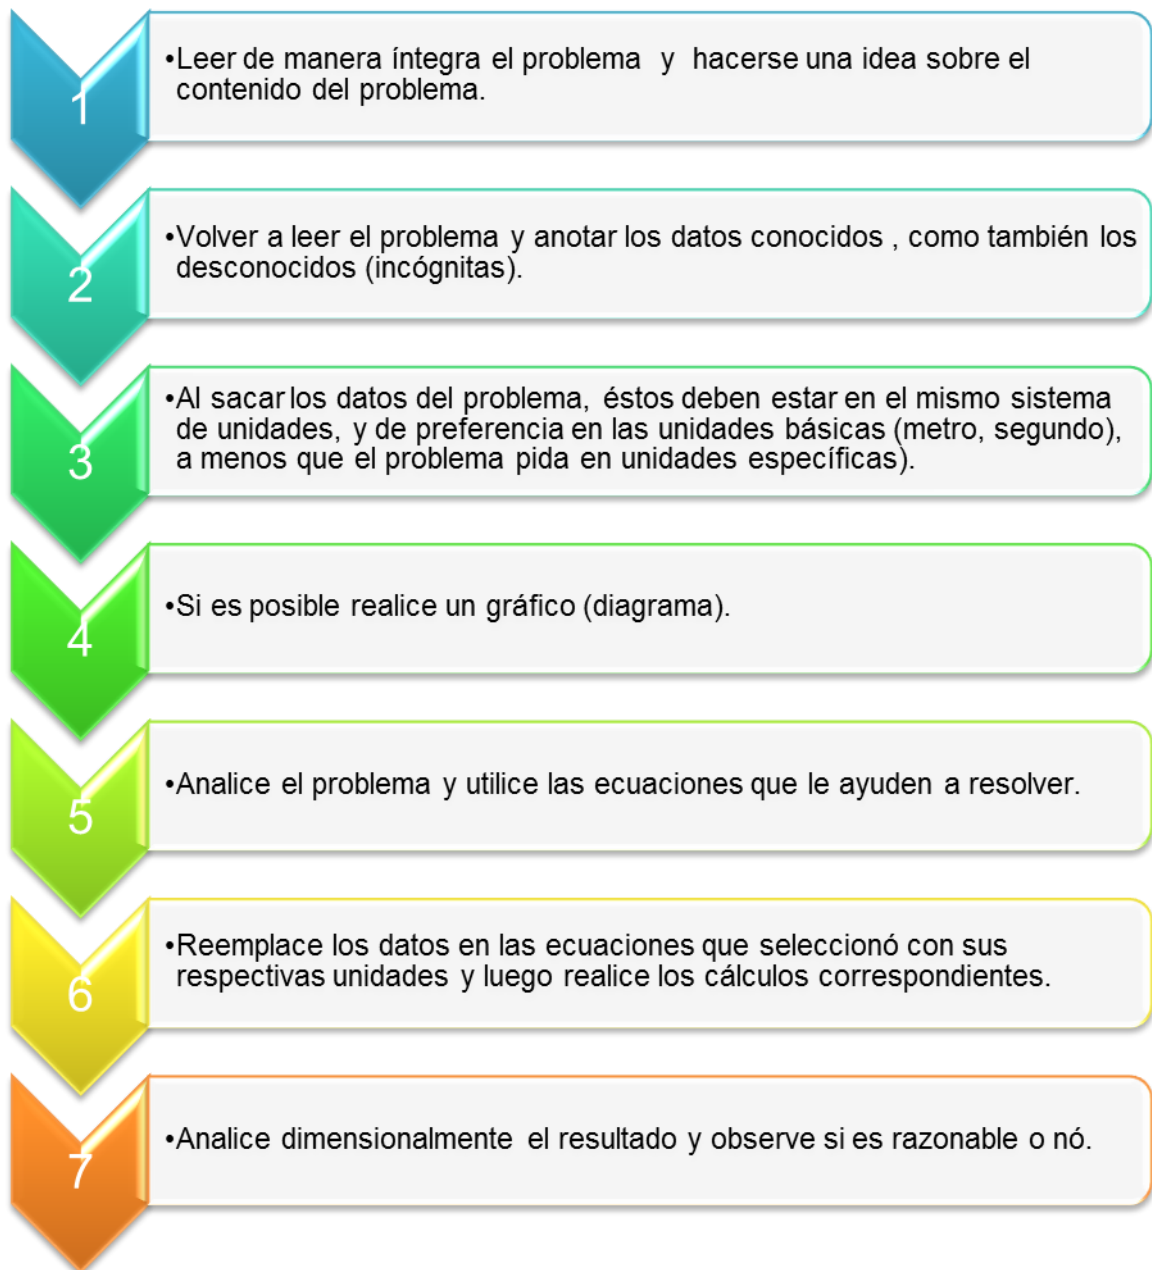 1
•Leer de manera íntegra el problema y hacerse una idea sobre el
contenido del problema.
2
•Volver a leer el problema y anotar los datos conocidos , como también los
desconocidos (incógnitas).
3
•Al sacar los datos del problema, éstos deben estar en el mismo sistema
de unidades, y de preferencia en las unidades básicas (metro, segundo),
a menos que el problema pida en unidades específicas).
4
•Si es posible realice un gráfico (diagrama).
5
•Analice el problema y utilice las ecuaciones que le ayuden a resolver.
6
•Reemplace los datos en las ecuaciones que seleccionó con sus
respectivas unidades y luego realice los cálculos correspondientes.
7
•Analice dimensionalmente el resultado y observe si es razonable o nó.